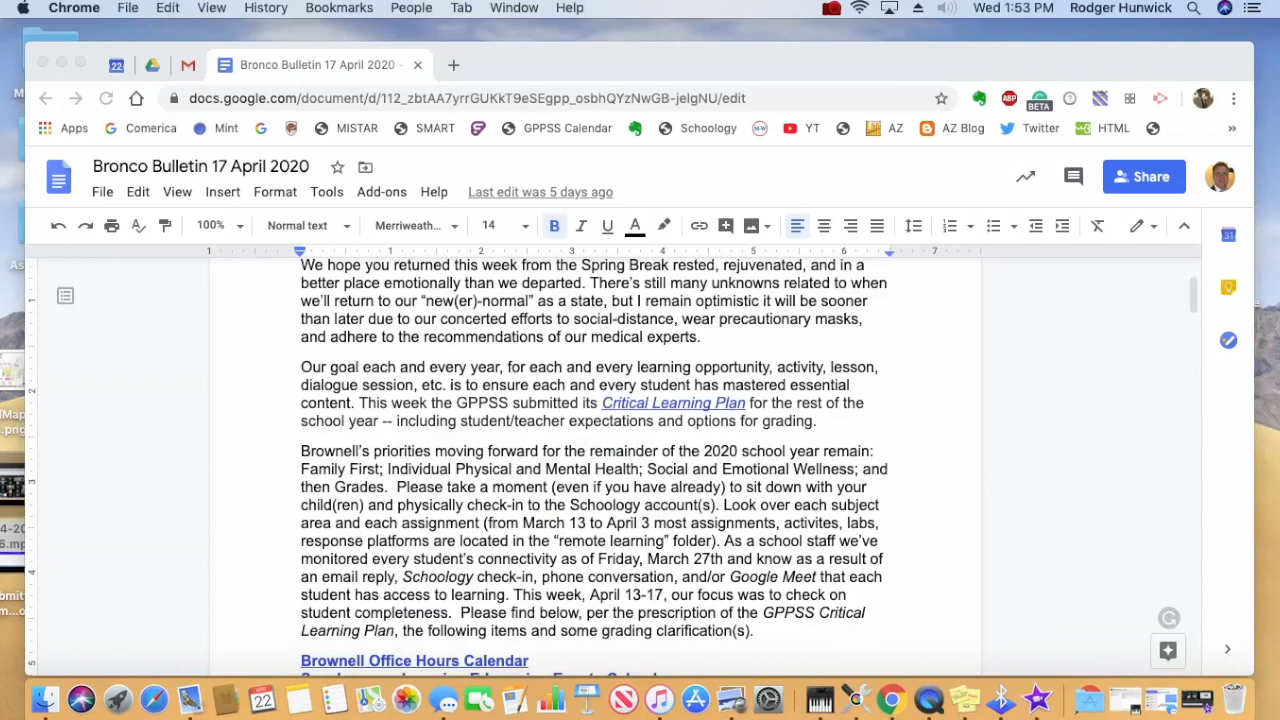 Chrome File Edit View History Bookmarks People Tab Window Help Wed 1:53 PM Rodger Hunwick
22 Bronco Bulletin 17 April 2020 -
docs.google.com/document/d/112_zbtAA7yrrGUKkT9eSEgpp_osbhQYzNwGB-jeIgNU/edit ABP BETA
Apps Comerica Mint MISTAR SMART GPPSS Calendar Schoology YT AZ AZ Blog Twitter HTML »
Bronco Bulletin 17 April 2020
File Edit View Insert Format Tools Add-ons Help Last edit was 5 days ago
Share
100% Normal text Merriweath... 14 B I U A
31
1 1 2 3 4 5 6 7
We hope you returned this week from the Spring Break rested, rejuvenated, and in a
better place emotionally than we departed. There's still many unknowns related to when
we'll return to our “new(er)-normal” as a state, but I remain optimistic it will be sooner
than later due to our concerted efforts to social-distance, wear precautionary masks,
and adhere to the recommendations of our medical experts.
Our goal each and every year, for each and every learning opportunity, activity, lesson,
dialogue session, etc. is to ensure each and every student has mastered essential
content. This week the GPPSS submitted its Critical Learning Plan for the rest of the
school year -- including student/teacher expectations and options for grading.
Brownell's priorities moving forward for the remainder of the 2020 school year remain:
Family First; Individual Physical and Mental Health; Social and Emotional Wellness; and
then Grades.  Please take a moment (even if you have already) to sit down with your
child(ren) and physically check-in to the Schoology account(s). Look over each subject
area and each assignment (from March 13 to April 3 most assignments, activites, labs,
response platforms are located in the “remote learning” folder). As a school staff we've
monitored every student's connectivity as of Friday, March 27th and know as a result of
an email reply, Schoology check-in, phone conversation, and/or Google Meet that each
student has access to learning. This week, April 13-17, our focus was to check on
student completeness.  Please find below, per the prescription of the GPPSS Critical
Learning Plan, the following items and some grading clarification(s).
Brownell Office Hours Calendar
APR
22